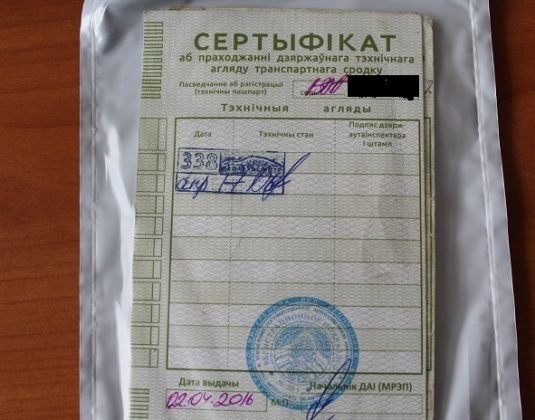 СЕРТЫФІКАТ
аб праходжанні дзяржаўнага тэхнічнага
агляду транспартнага сродку
Пасведчанне аб рэгістрацыі
(тэхнічны пашпарт)
Тэхнічныя агляды
Дата Тэхнічны стан Подпіс дзярж-
аўтаінспектара
і штамп
338
Дата выдачы Начальнік ДАІ (МРЭП)
02.04.2016 М.П.